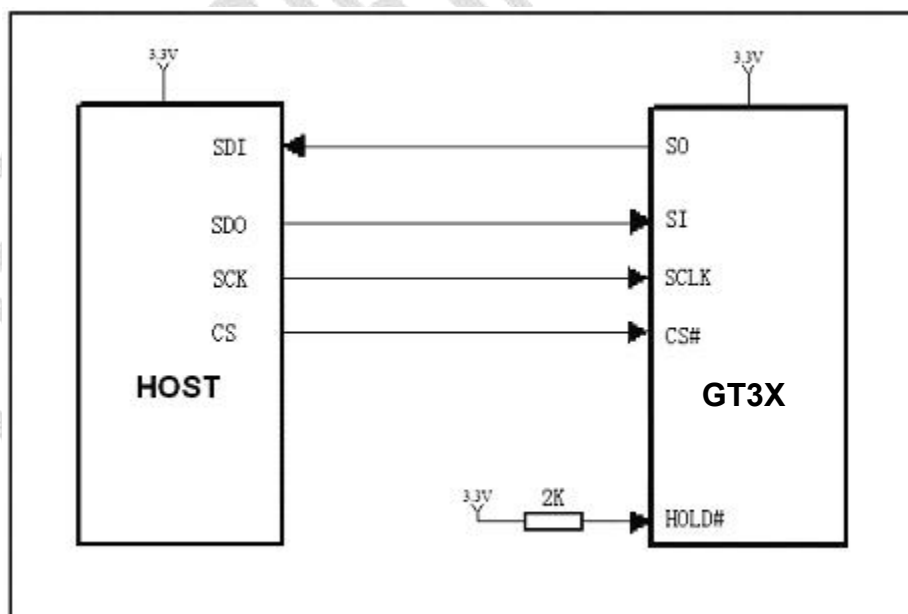 3.3V
3.3V
SDI
SO
SDO
SI
SCK
SCLK
CS
CS#
HOST
GT3X
3.3V
2K
HOLD#